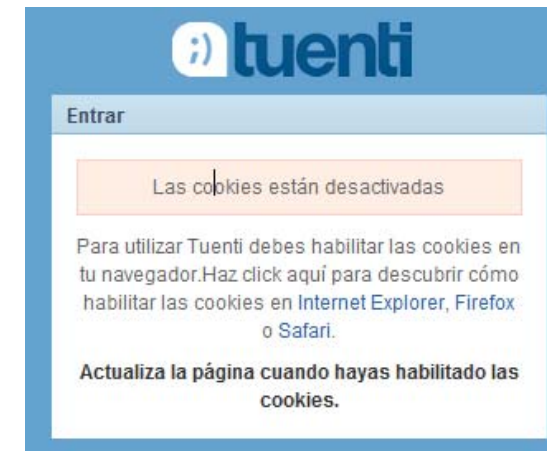 ;) tuenti
Entrar
Las cookies están desactivadas
Para utilizar Tuenti debes habilitar las cookies en
tu navegador.Haz click aquí para descubrir cómo
habilitar las cookies en Internet Explorer, Firefox
o Safari.
Actualiza la página cuando hayas habilitado las
cookies.